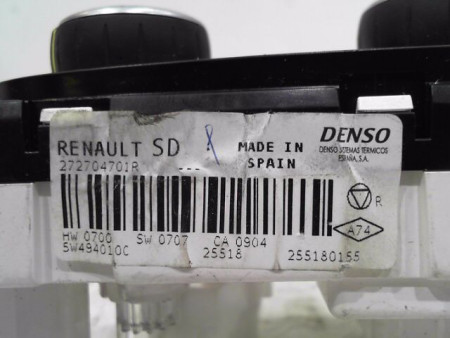 RENAULT SD
MADE IN
SPAIN
DENSO
DENSO SISTEMAS TERMICOS
ESPAÑA, S.A.
272704701R ---
R
A74
HW 0700 SW 0707 CA 0904
5W494010C 25518 255180155